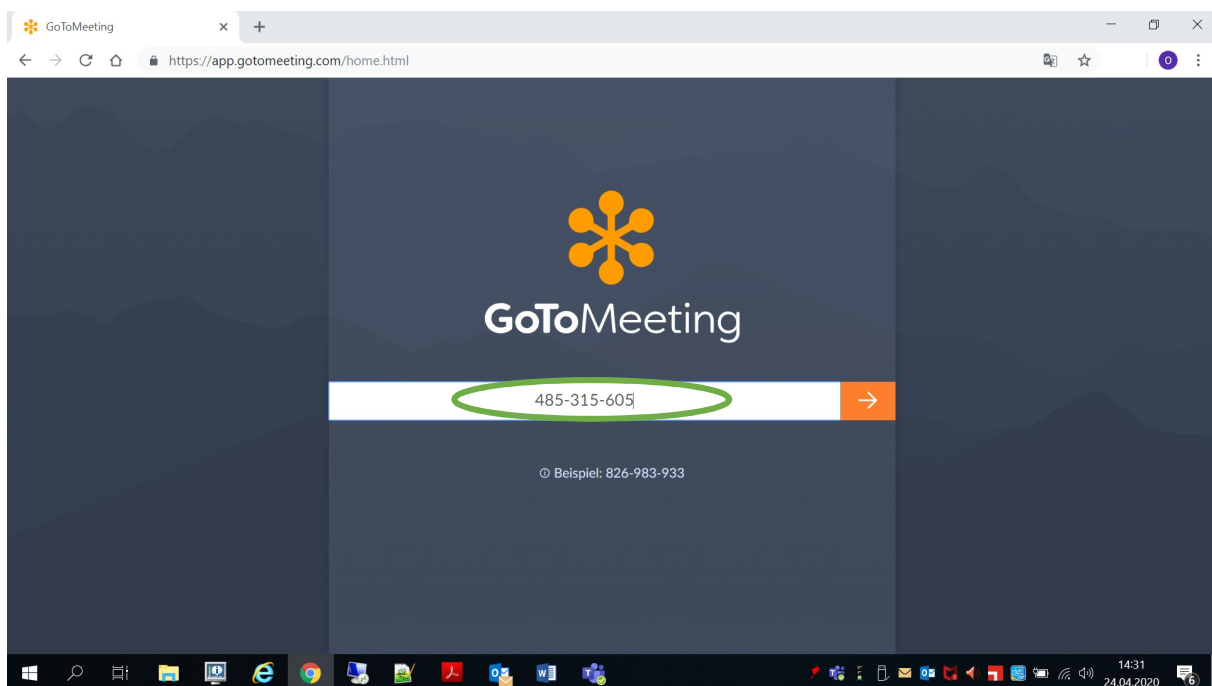 GoToMeeting
https://app.gotomeeting.com/home.html
O
GoToMeeting
485-315-605
Beispiel: 826-983-933
14:31
24.04.2020
6